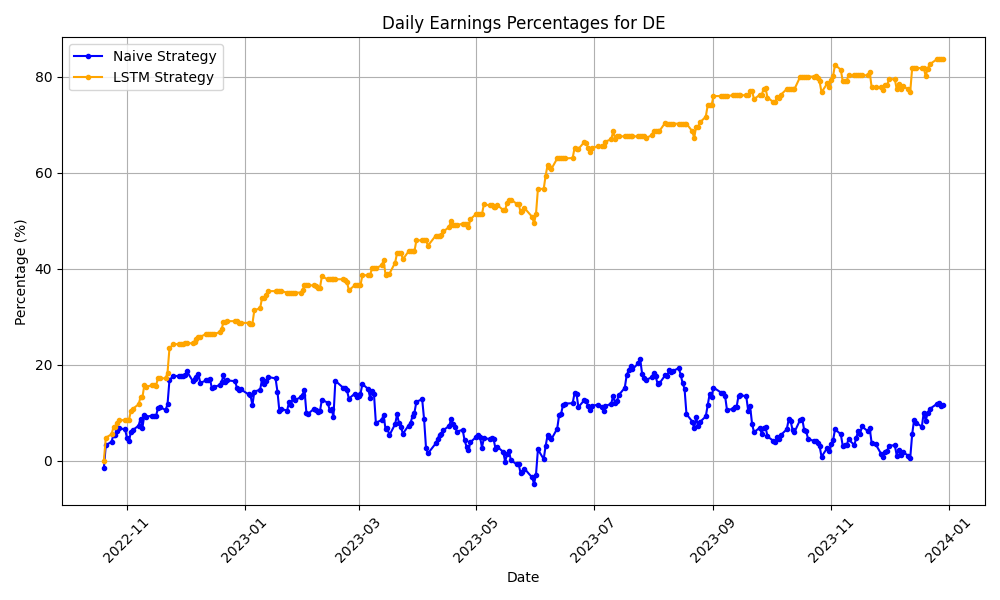 Daily Earnings Percentages for DE
Naive Strategy
LSTM Strategy
Percentage (%)
80
60
40
20
0
2022-11
2023-01
2023-03
2023-05
2023-07
2023-09
2023-11
2024-01
Date